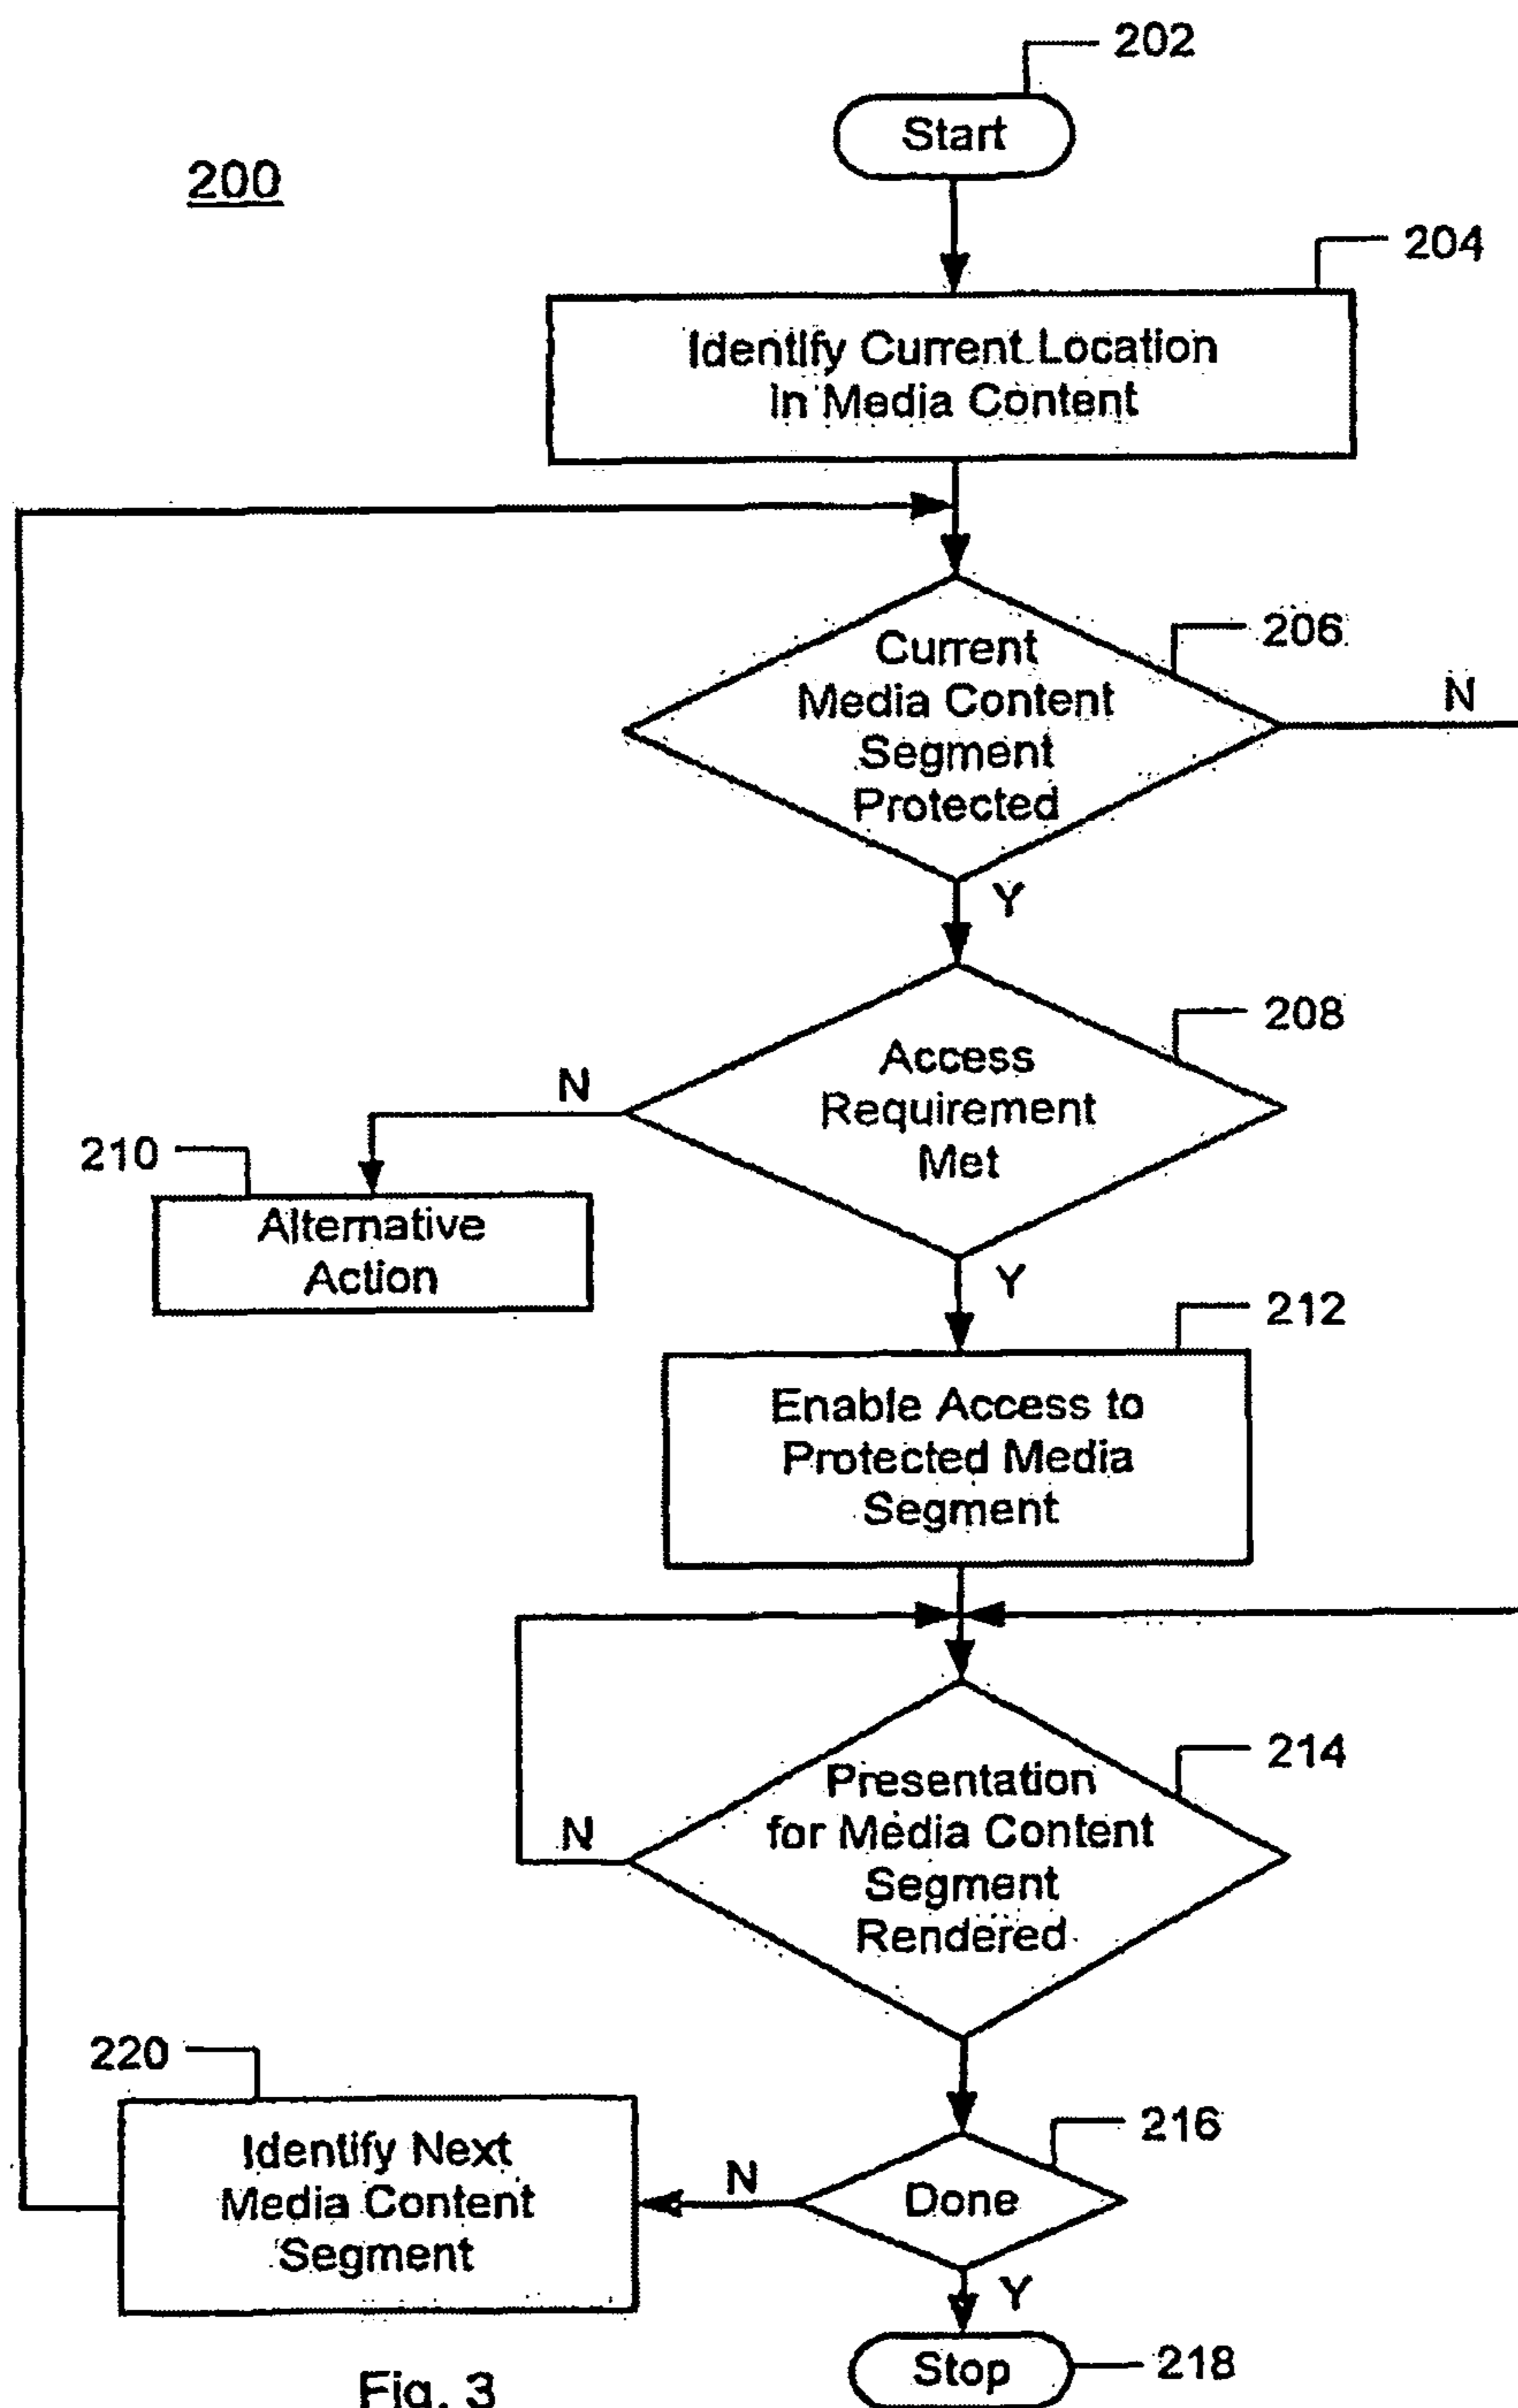 202
Start
200
204
Identify Current Location
in Media Content
206
Current
Media Content
Segment
Protected
N
Y
208
Access
Requirement
Met
N
210
Alternative
Action
Y
212
Enable Access to
Protected Media
Segment
214
Presentation
for Media Content
Segment
Rendered
N
220
Identify Next
Media Content
Segment
N
216
Done
Y
Stop
218
Fig. 3